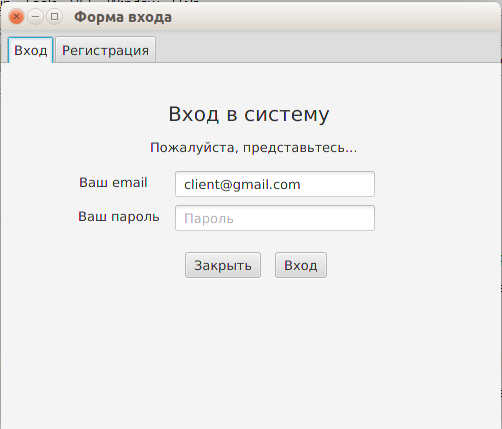 Форма входа
Вход Регистрация
Вход в систему
Пожалуйста, представьтесь...
Ваш email client@gmail.com
Ваш пароль Пароль
Закрыть Вход